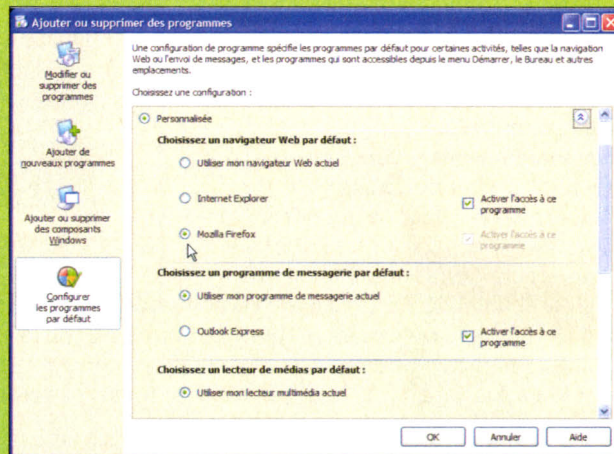 Ajouter ou supprimer des programmes
Modifier ou
supprimer des
programmes
Ajouter de
nouveaux programmes
Ajouter ou supprimer
des composants
Windows
Configurer
les programmes
par défaut
Une configuration de programme spécifie les programmes par défaut pour certaines activités, telles que la navigation
Web ou l'envoi de messages, et les programmes qui sont accessibles depuis le menu Démarrer, le Bureau et autres
emplacements.
Choisissez une configuration :
Personnalisée
Choisissez un navigateur Web par défaut :
Utiliser mon navigateur Web actuel
Internet Explorer
Activer l'accès à ce
programme
Mozilla Firefox
Activer l'accès à ce
programme
Choisissez un programme de messagerie par défaut :
Utiliser mon programme de messagerie actuel
Outlook Express
Activer l'accès à ce
programme
Choisissez un lecteur de médias par défaut :
Utiliser mon lecteur multimédia actuel
OK
Annuler
Aide